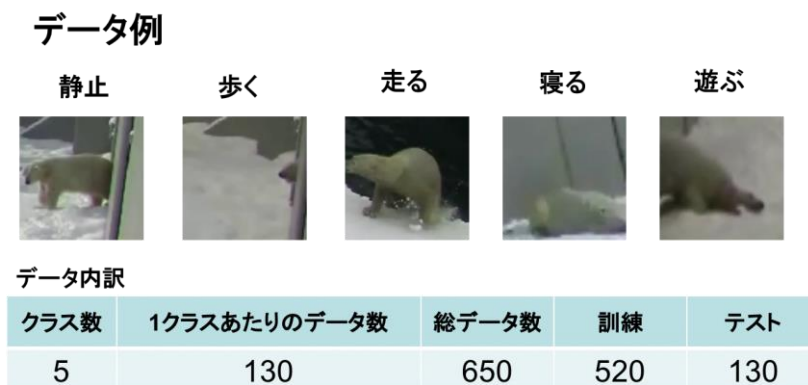 データ例
静止 歩く 走る 寝る 遊ぶ
データ内訳
クラス数 1クラスあたりのデータ数 総データ数 訓練 テスト
5 130 650 520 130